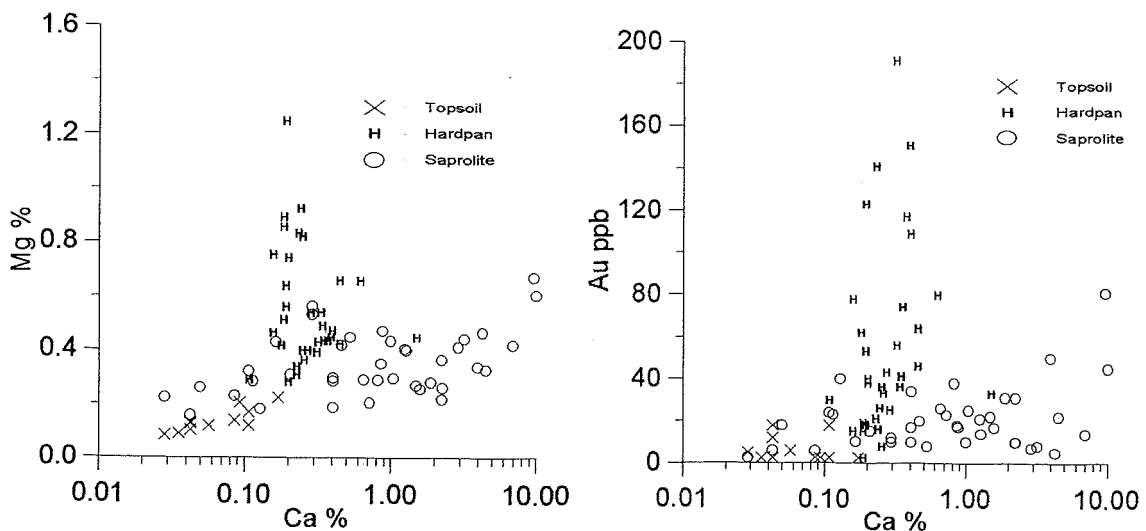 1.6
1.2
0.8
0.4
0.0
Mg %
0.01
0.10
1.00
10.00
Ca %
Topsoil
H Hardpan
Saprolite
200
160
120
80
40
0
Au ppb
0.01
0.10
1.00
10.00
Ca %
Topsoil
H Hardpan
Saprolite